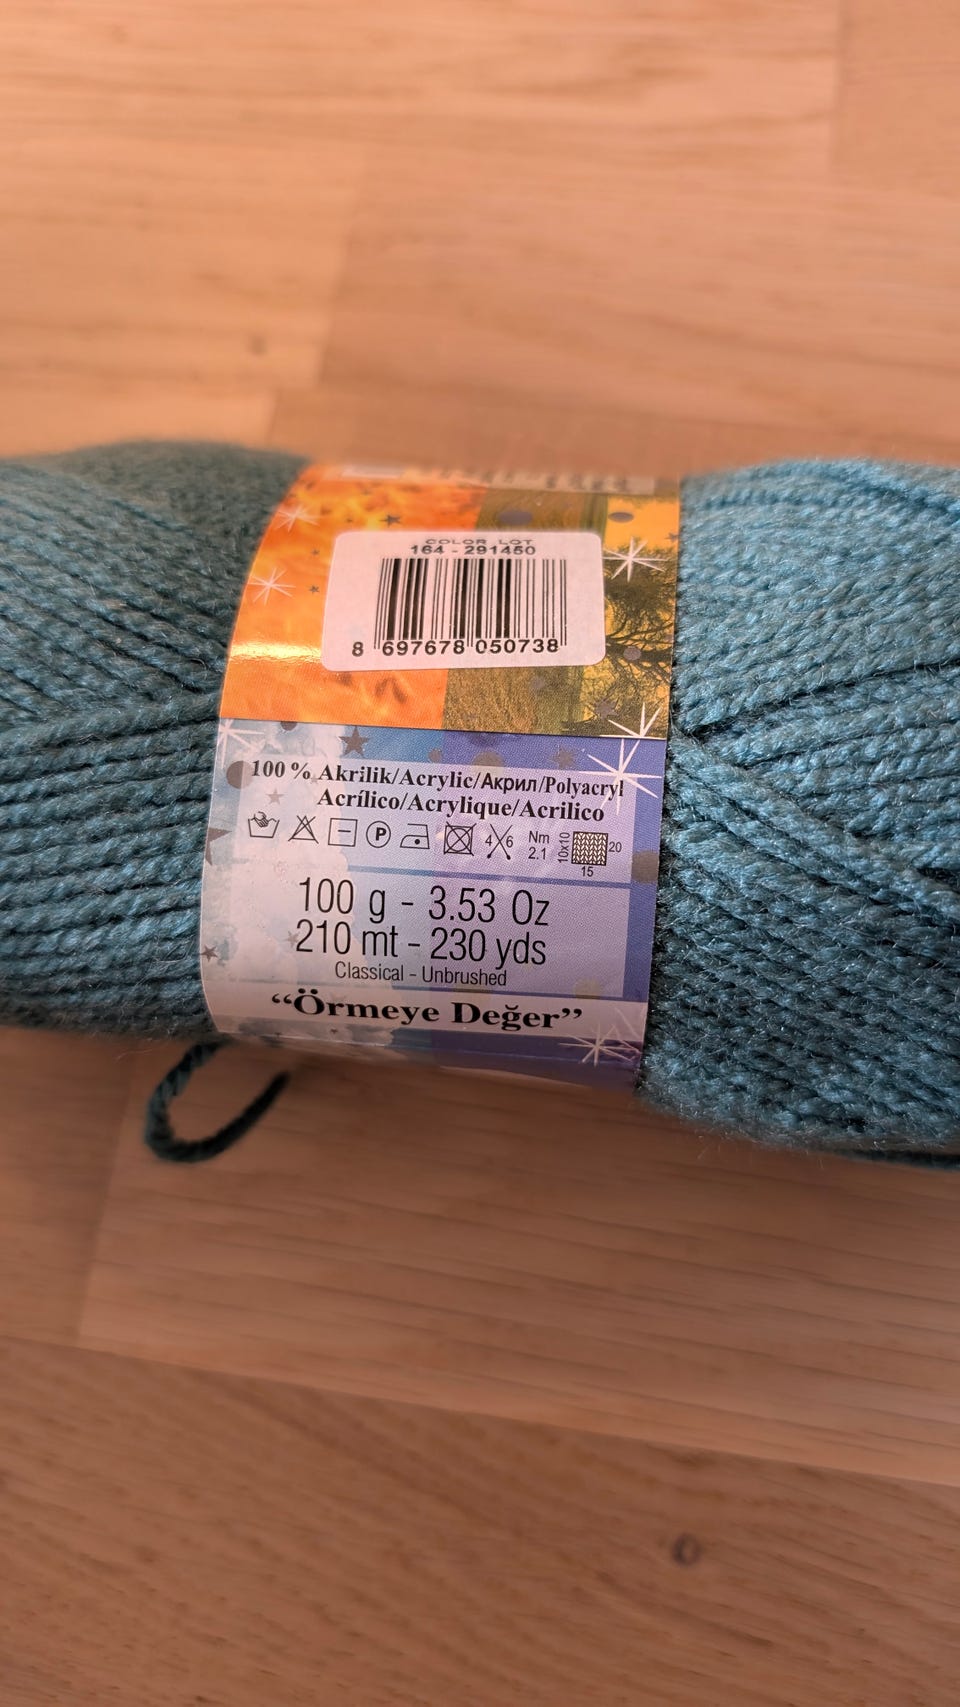 COLOR LOT
164 - 291450
8 697678 050738
100 % Akrilik/Acrylic/Акрил/Polyacryl
Acrílico/Acrylique/Acrilico
P
4 6
Nm
2.1
10x10
20
15
100 g - 3.53 Oz
210 mt - 230 yds
Classical - Unbrushed
“Örmeye Değer”